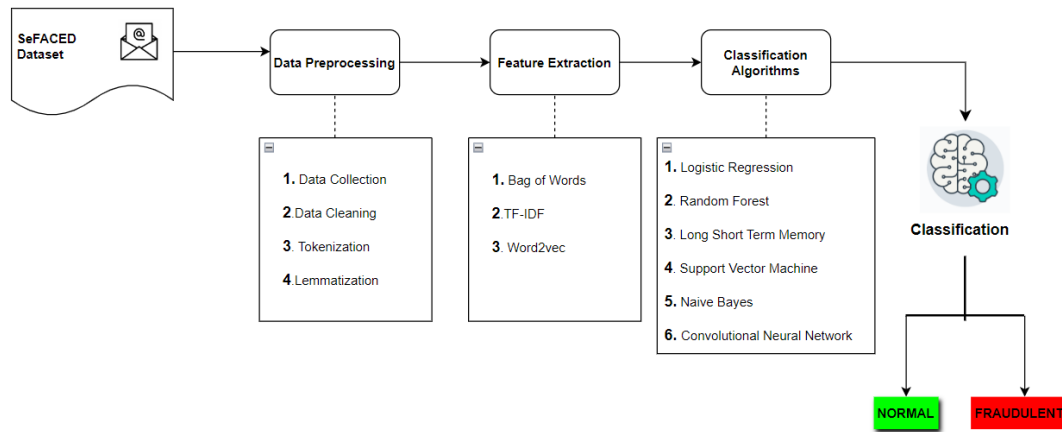 SeFACED
Dataset
@
Data Preprocessing
Feature Extraction
Classification
Algorithms
1. Data Collection
2.Data Cleaning
3. Tokenization
4.Lemmatization
1. Bag of Words
2.TF-IDF
3. Word2vec
1. Logistic Regression
2. Random Forest
3. Long Short Term Memory
4. Support Vector Machine
5. Naive Bayes
6. Convolutional Neural Network
Classification
NORMAL
FRAUDULENT